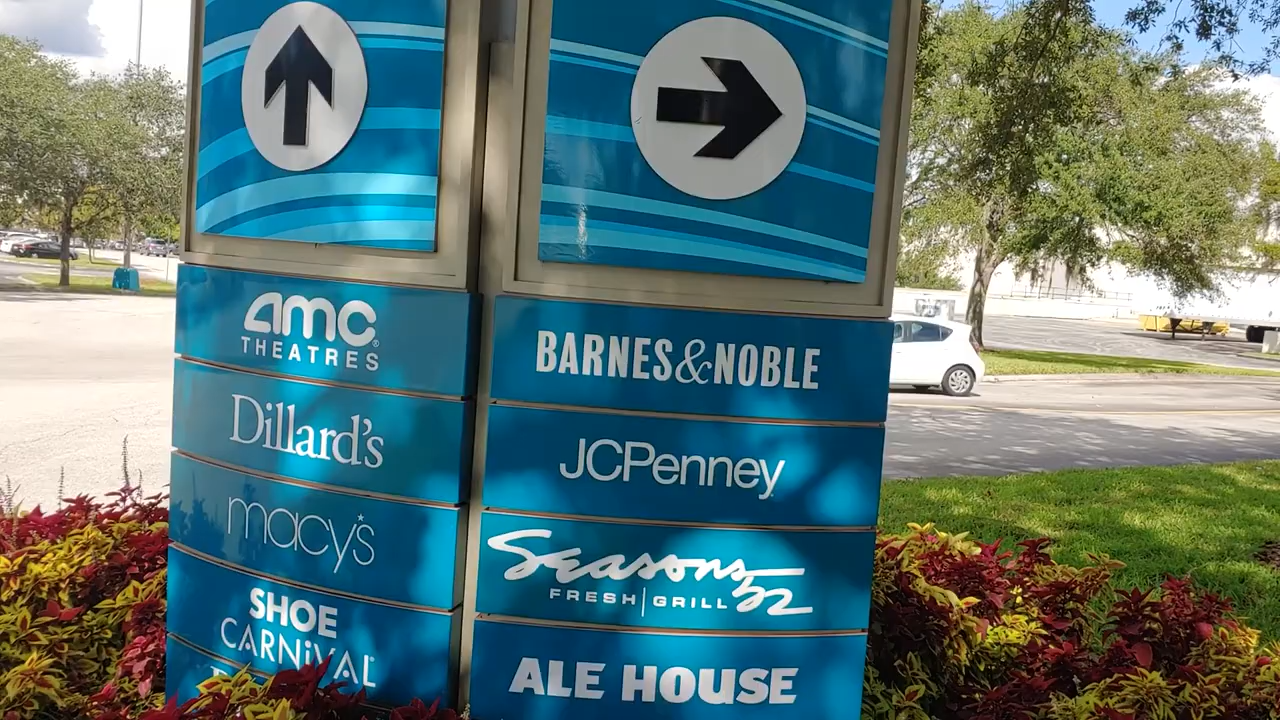 amc
THEATRES
Dillard's
macy's
SHOE
CARNiVAL
BARNES&NOBLE
JCPenney
Seasons 52
FRESH|GRILL
ALE HOUSE